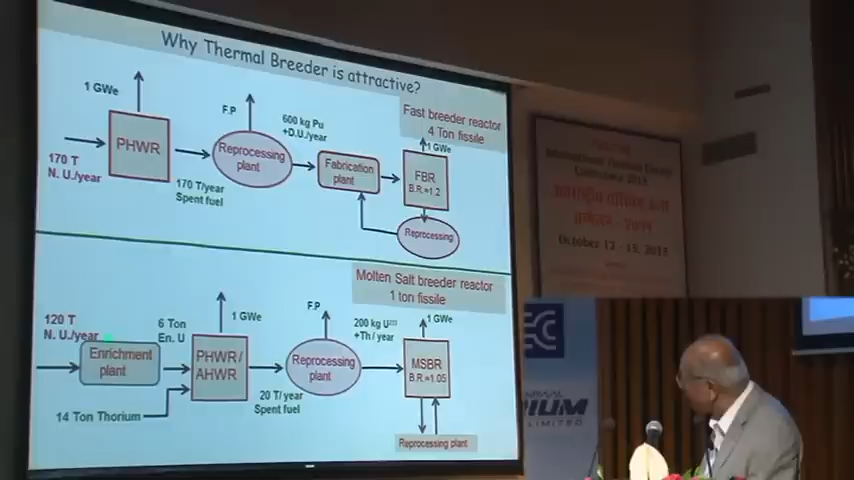 Why Thermal Breeder is attractive?
1 GWe
PHWR
170 T
N. U./year
170 T/year
Spent fuel
F.P
Reprocessing
plant
600 kg Pu
+D.U./year
Fabrication
plant
Fast breeder reactor
4 Ton fissile
1 GWe
FBR
B.R.=1.2
Reprocessing
Molten Salt breeder reactor
1 ton fissile
120 T
N. U./year
Enrichment
plant
6 Ton
En. U
14 Ton Thorium
1 GWe
PHWR/
AHWR
20 T/year
Spent fuel
F.P
Reprocessing
plant
200 kg U²³³
+Th / year
1 GWe
MSBR
B.R.=1.05
Reprocessing plant
International Thorium Energy
Conference 2015
October 12 - 15, 2015
EC
IUM
LIMITED